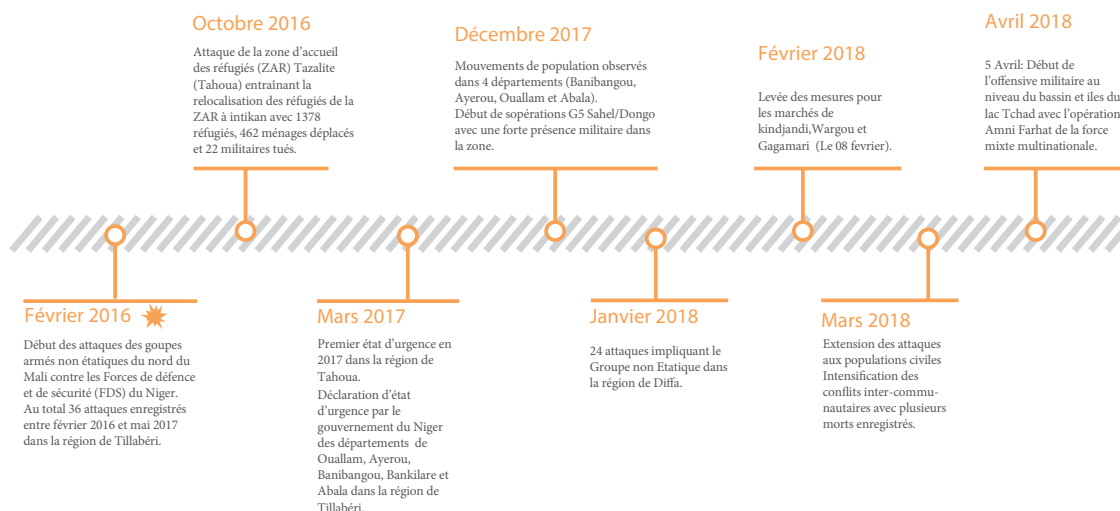 Octobre 2016
Attaque de la zone d'accueil
des réfugiés (ZAR) Tazalite
(Tahoua) entraînant la
relocalisation des réfugiés de la
ZAR à intikan avec 1378
réfugiés, 462 ménages déplacés
et 22 militaires tués.
Décembre 2017
Mouvements de population observés
dans 4 départements (Banibangou,
Ayerou, Ouallam et Abala).
Début de sopérations G5 Sahel/Dongo
avec une forte présence militaire dans
la zone.
Février 2018
Levée des mesures pour
les marchés de
kindjandi,Wargou et
Gagamari (Le 08 fevrier).
Avril 2018
5 Avril: Début de
l'offensive militaire au
niveau du bassin et iles du
lac Tchad avec l'opération
Amni Farhat de la force
mixte multinationale.
Février 2016
Début des attaques des goupes
armés non étatiques du nord du
Mali contre les Forces de défence
et de sécurité (FDS) du Niger.
Au total 36 attaques enregistrés
entre février 2016 et mai 2017
dans la région de Tillabéri.
Mars 2017
Premier état d'urgence en
2017 dans la région de
Tahoua.
Déclaration d'état
d'urgence par le
gouvernement du Niger
des départements de
Ouallam, Ayerou,
Banibangou, Bankilare et
Abala dans la région de
Tillabéri.
Janvier 2018
24 attaques impliquant le
Groupe non Etatique dans
la région de Diffa.
Mars 2018
Extension des attaques
aux populations civiles
Intensification des
conflits inter-commu-
nautaires avec plusieurs
morts enregistrés.